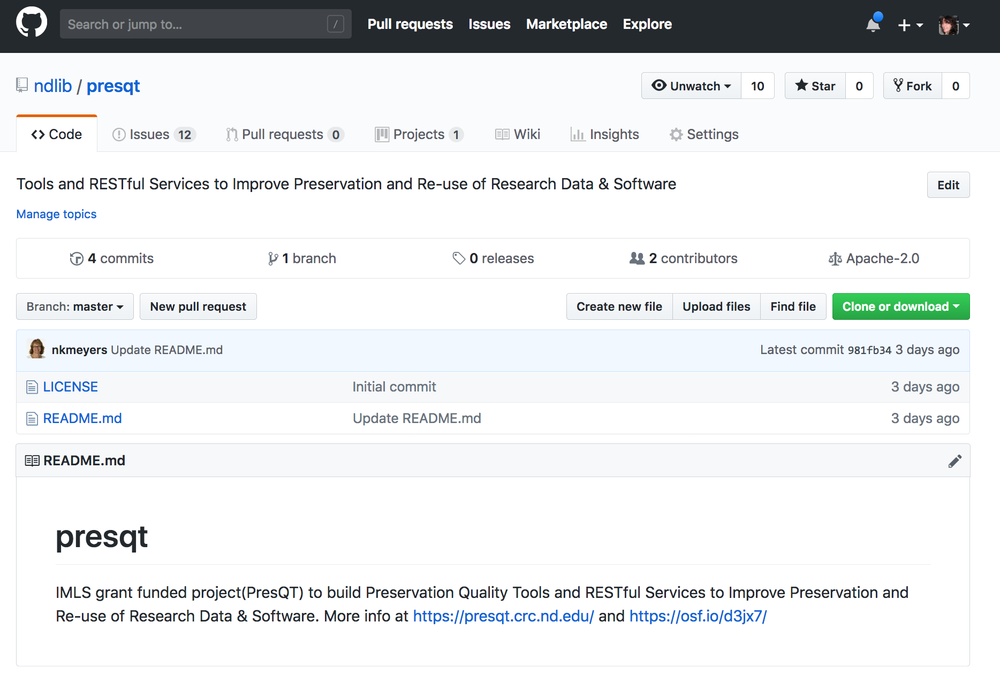 Search or jump to... / Pull requests Issues Marketplace Explore
ndlib / presqt Unwatch 10 Star 0 Fork 0
Code Issues 12 Pull requests 0 Projects 1 Wiki Insights Settings
Tools and RESTful Services to Improve Preservation and Re-use of Research Data & Software Edit
Manage topics
4 commits 1 branch 0 releases 2 contributors Apache-2.0
Branch: master New pull request Create new file Upload files Find file Clone or download
nkmeyers Update README.md Latest commit 981fb34 3 days ago
LICENSE Initial commit 3 days ago
README.md Update README.md 3 days ago
README.md
presqt
IMLS grant funded project(PresQT) to build Preservation Quality Tools and RESTful Services to Improve Preservation and
Re-use of Research Data & Software. More info at https://presqt.crc.nd.edu/ and https://osf.io/d3jx7/